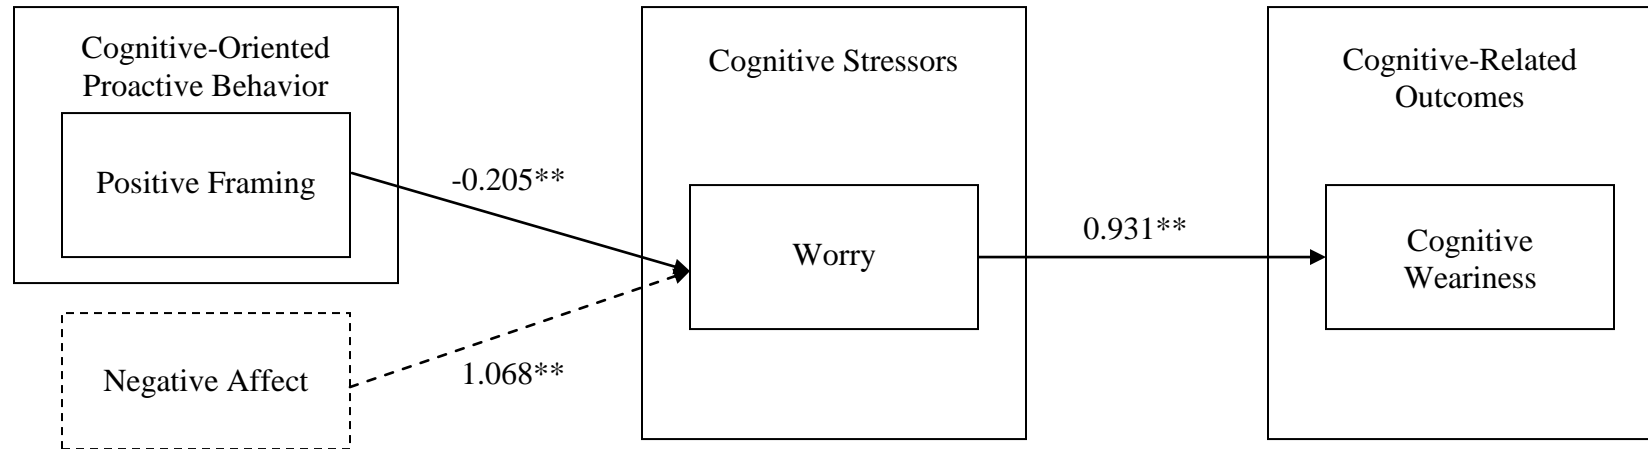 Cognitive-Oriented
Proactive Behavior
Positive Framing
Negative Affect
-0.205**
1.068**
Cognitive Stressors
Worry
0.931**
Cognitive-Related
Outcomes
Cognitive
Weariness